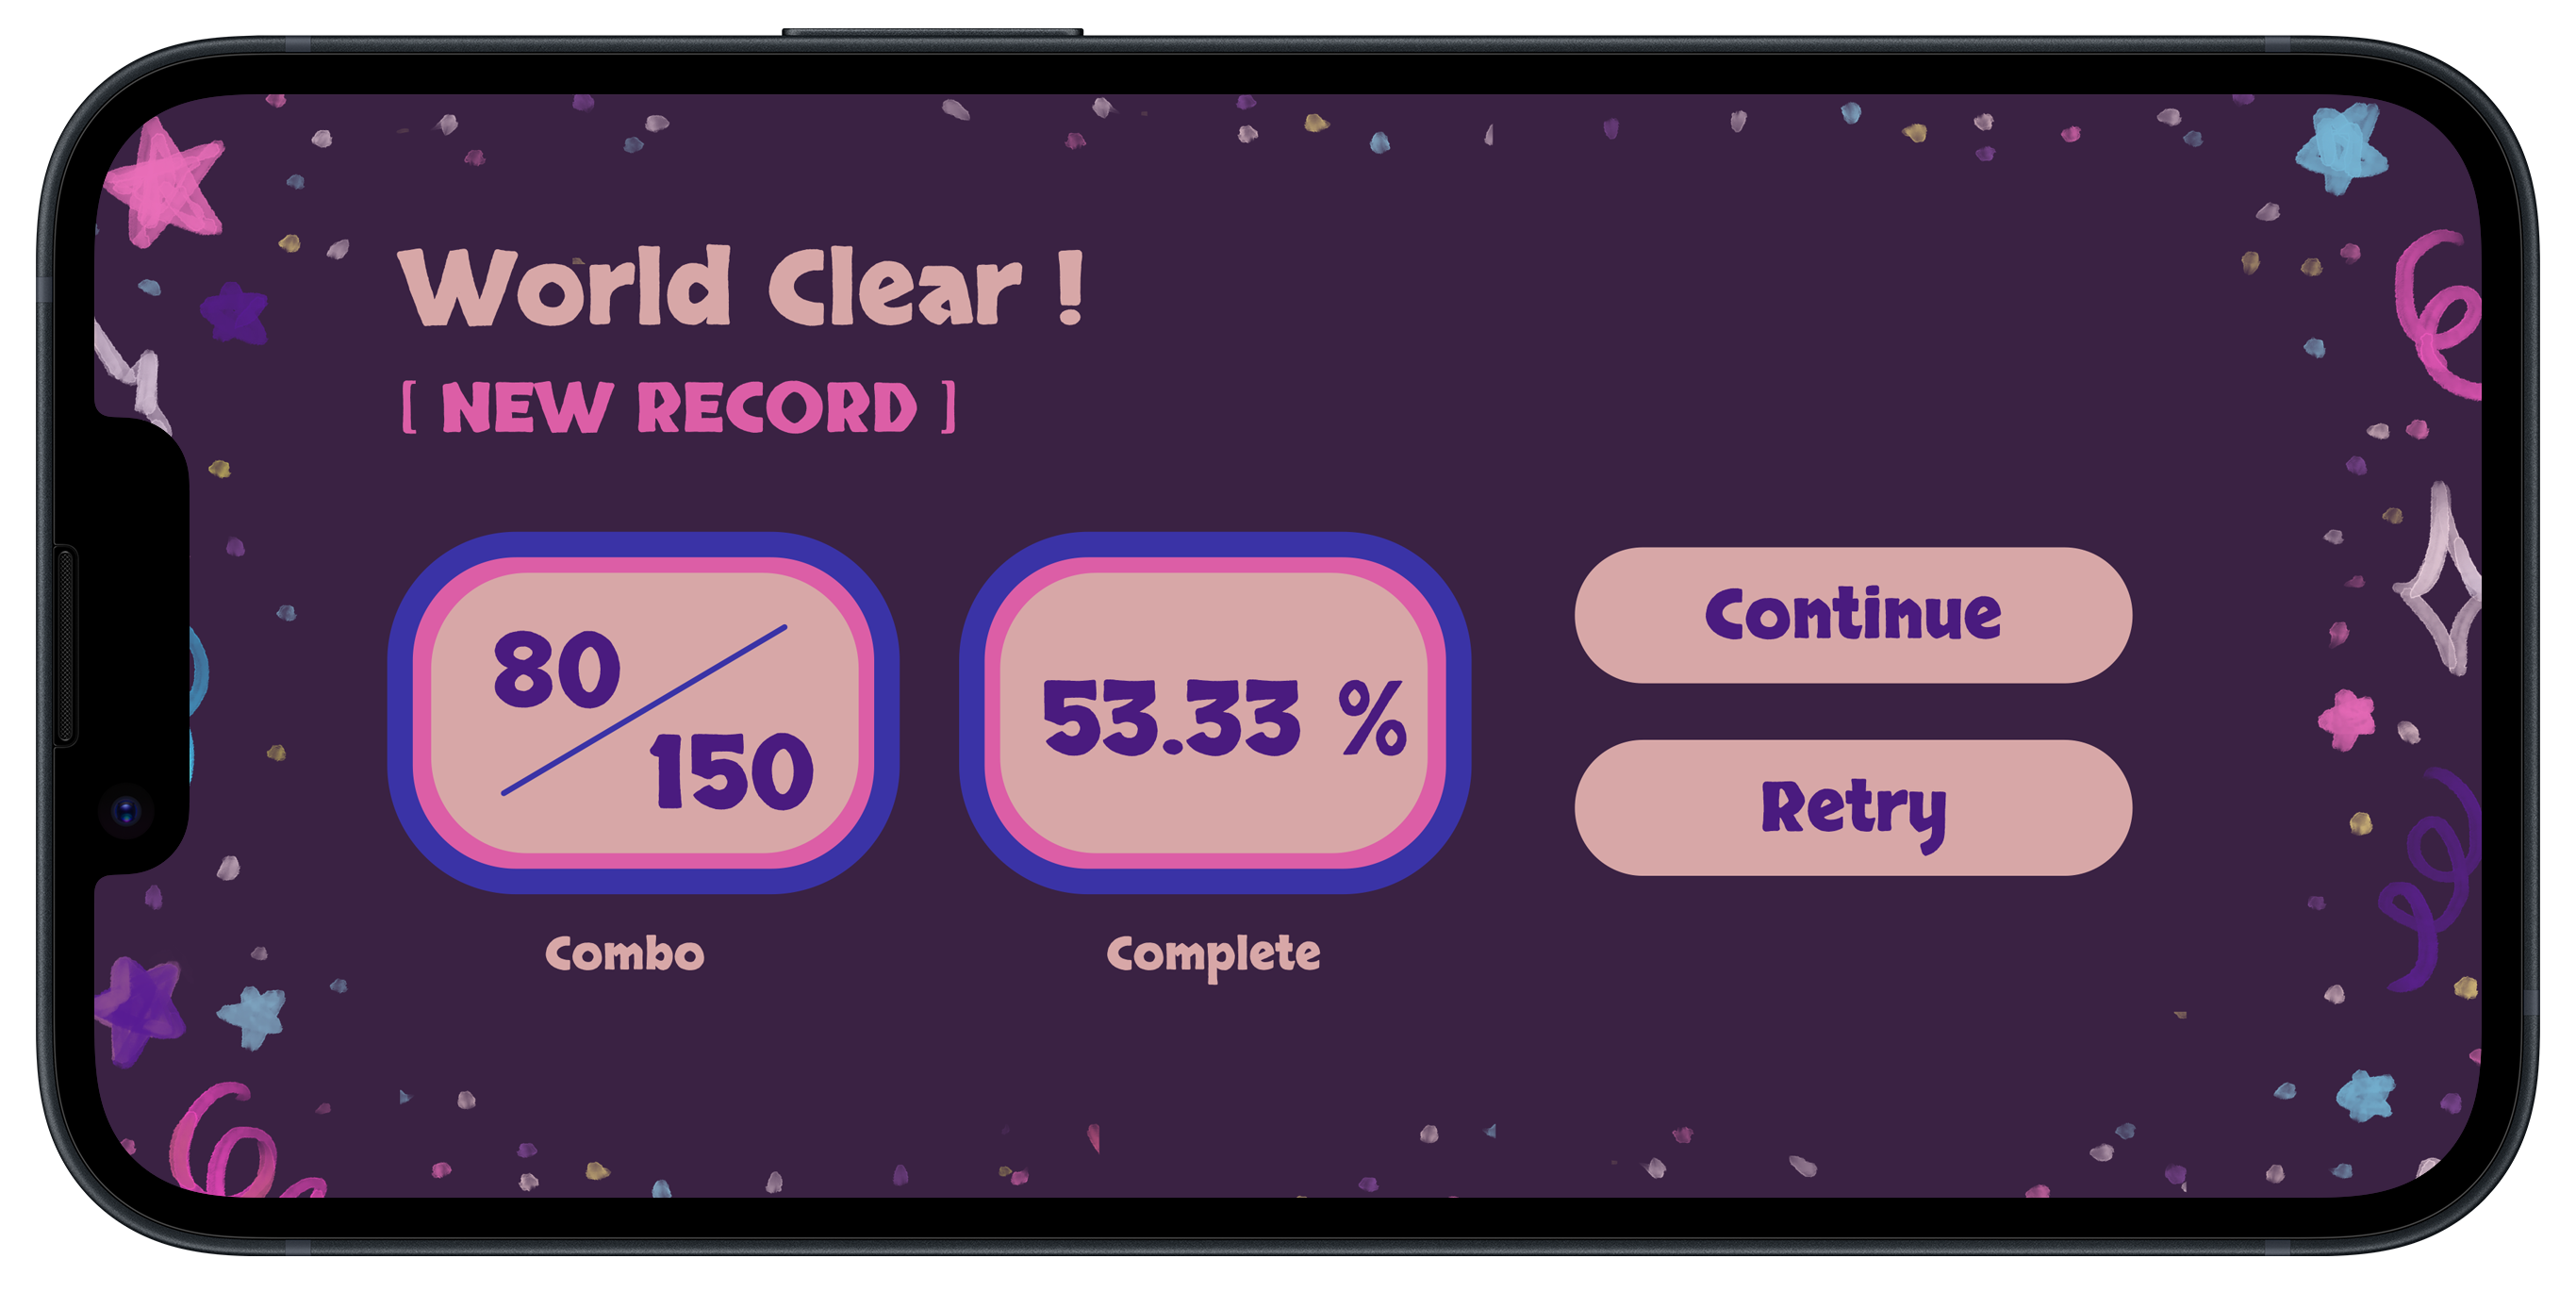 World Clear !
[ NEW RECORD ]
80
150
53.33 %
Continue
Retry
Combo
Complete